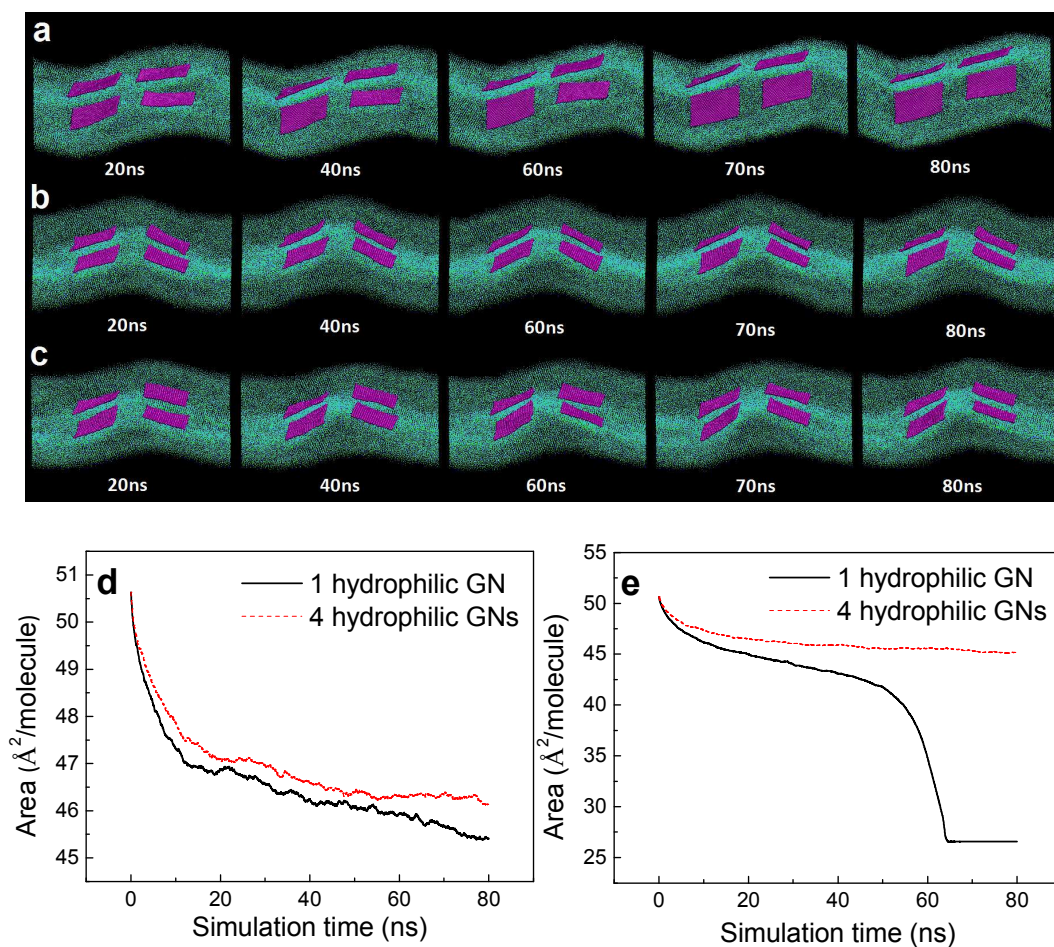 a
20ns 40ns 60ns 70ns 80ns
b
20ns 40ns 60ns 70ns 80ns
c
20ns 40ns 60ns 70ns 80ns
d
1 hydrophilic GN
4 hydrophilic GNs
51
50
49
48
47
46
45
Area (Å²/molecule)
0 20 40 60 80
Simulation time (ns)
e
1 hydrophilic GN
4 hydrophilic GNs
55
50
45
40
35
30
25
Area (Å²/molecule)
0 20 40 60 80
Simulation time (ns)